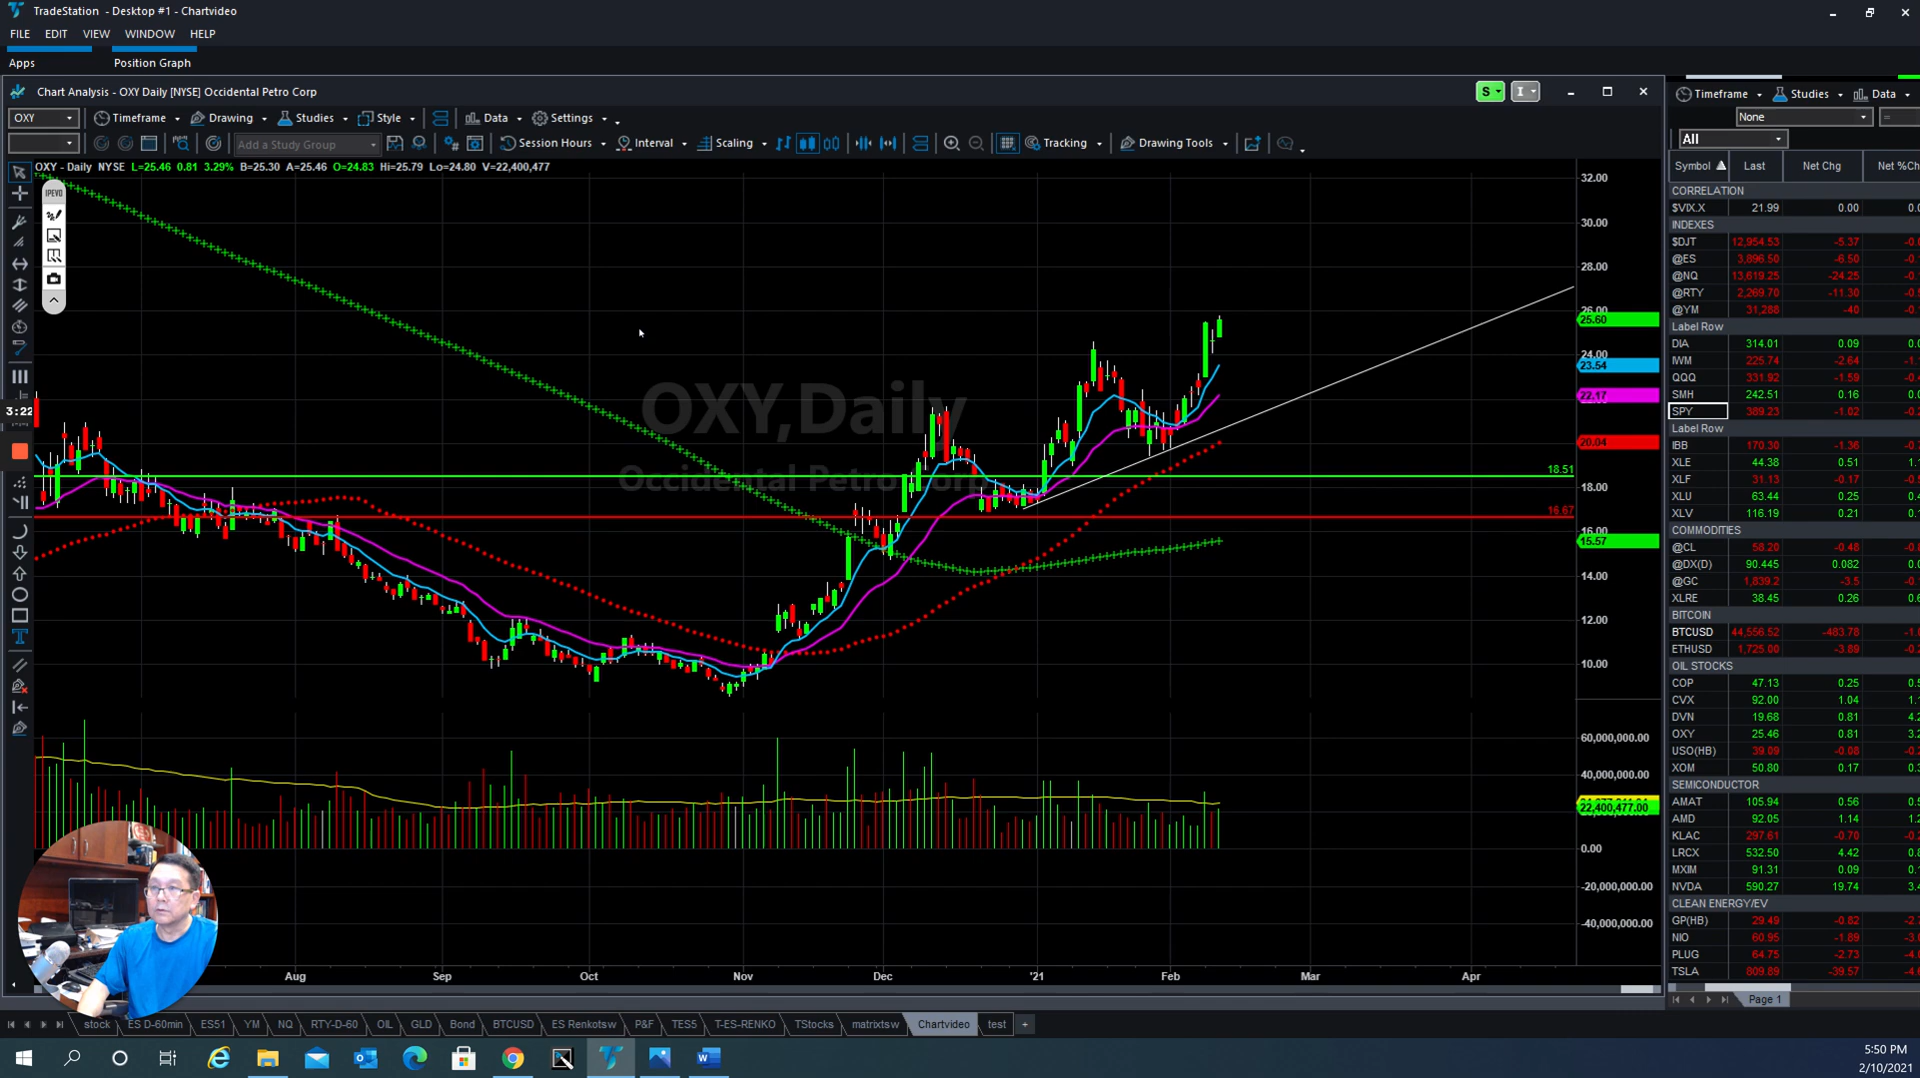 TradeStation - Desktop #1 - Chartvideo
FILE EDIT VIEW WINDOW HELP
Apps Position Graph
Chart Analysis - OXY Daily [NYSE] Occidental Petro Corp
S I
OXY Timeframe Drawing Studies Style Data Settings
Add a Study Group Session Hours Interval Scaling Tracking Drawing Tools
OXY - Daily NYSE L=25.46 0.81 3.29% B=25.30 A=25.46 O=24.83 Hi=25.79 Lo=24.80 V=22,400,477
IPEVO
3:22
OXY,Daily
Occidental Petro Corp
32.00
30.00
28.00
26.00
25.60
24.00
23.54
22.17
20.04
18.51
18.00
16.67
16.00
15.57
14.00
12.00
10.00
60,000,000.00
40,000,000.00
22,400,477.00
0.00
-20,000,000.00
-40,000,000.00
Aug Sep Oct Nov Dec '21 Feb Mar Apr
Timeframe Studies Data
None =
All
Symbol Last Net Chg Net %Ch
CORRELATION
$VIX.X 21.99 0.00
INDEXES
$DJT 12,954.53 -5.37
@ES 3,896.50 -6.50
@NQ 13,619.25 -24.25
@RTY 2,269.70 -11.30
@YM 31,288 -40
Label Row
DIA 314.01 0.09
IWM 225.74 -2.64
QQQ 331.92 -1.59
SMH 242.51 0.16
SPY 389.23 -1.02
Label Row
IBB 170.30 -1.36
XLE 44.38 0.51
XLF 31.13 -0.17
XLU 63.44 0.25
XLV 116.19 0.21
COMMODITIES
@CL 58.20 -0.48
@DX(D) 90.445 0.082
@GC 1,839.2 -3.5
XLRE 38.45 0.26
BITCOIN
BTCUSD 44,556.52 -483.78
ETHUSD 1,725.00 -3.89
OIL STOCKS
COP 47.13 0.25
CVX 92.00 1.04
DVN 19.68 0.81
OXY 25.46 0.81
USO(HB) 39.09 -0.08
XOM 50.80 0.17
SEMICONDUCTOR
AMAT 105.94 0.56
AMD 92.05 1.14
KLAC 297.61 -0.70
LRCX 532.50 4.42
MXIM 91.31 0.09
NVDA 590.27 19.74
CLEAN ENERGY/EV
GP(HB) 29.49 -0.82
NIO 60.95 -1.89
PLUG 64.75 -2.73
TSLA 809.89 -39.57
Page 1
stock ES D-60min ES51 YM NQ RTY-D-60 OIL GLD Bond BTCUSD ES Renkotsw P&F TES5 T-ES-RENKO TStocks matrixtsw Chartvideo test +
5:50 PM
2/10/2021